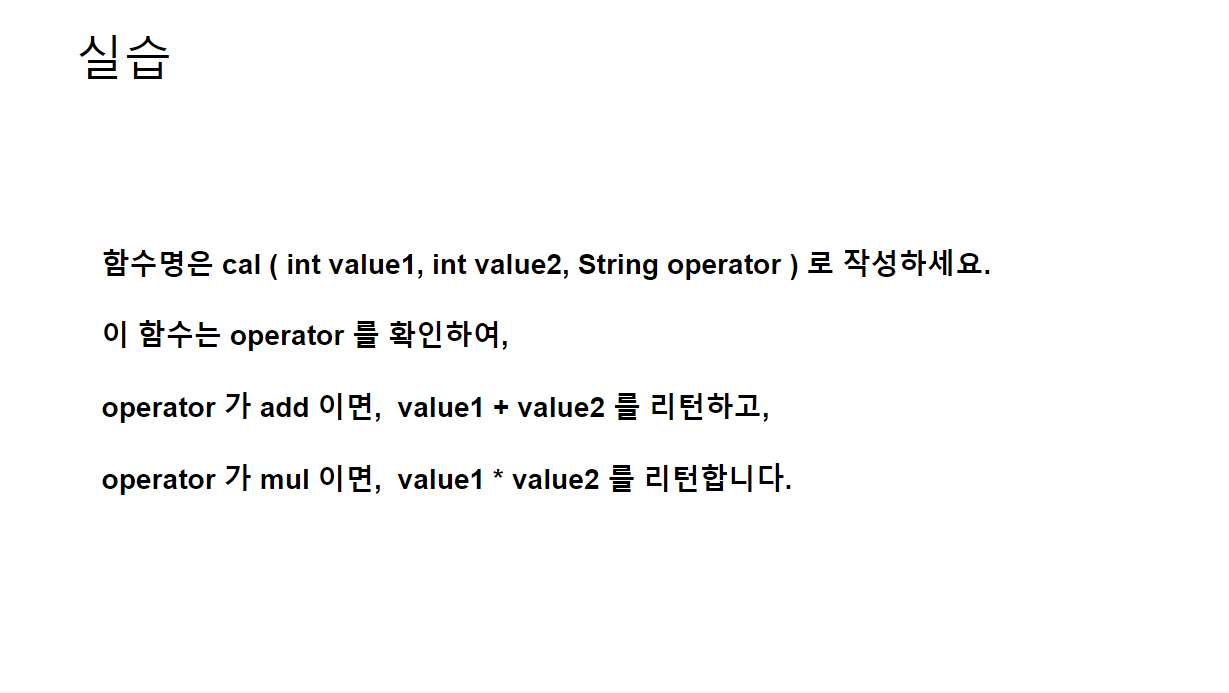 실습
함수명은 cal ( int value1, int value2, String operator ) 로 작성하세요.
이 함수는 operator 를 확인하여,
operator 가 add 이면,  value1 + value2 를 리턴하고,
operator 가 mul 이면,  value1 * value2 를 리턴합니다.